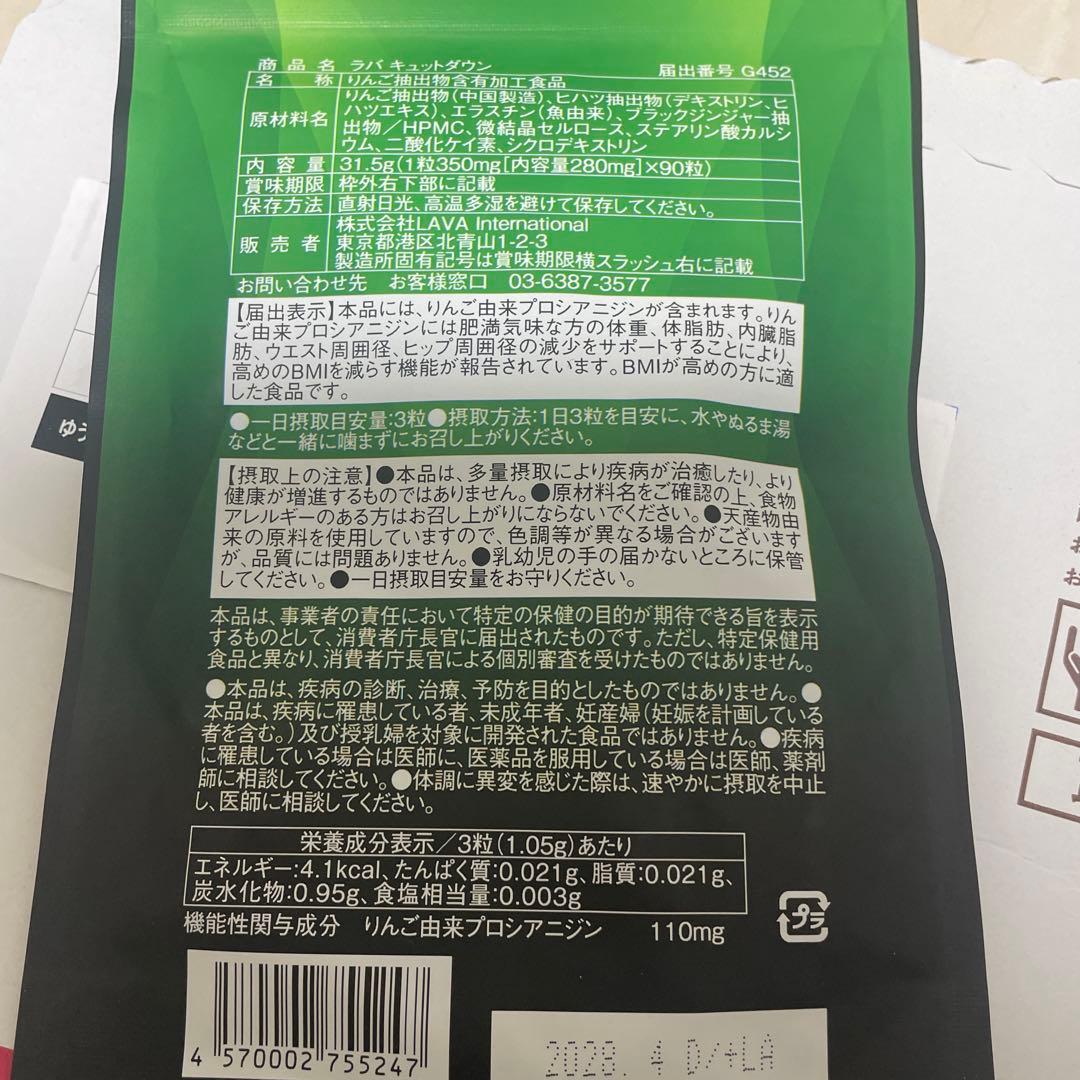 商品名 ラバ キュットダウン 届出番号 G452
名称 りんご抽出物含有加工食品
原材料名 りんご抽出物(中国製造)、ヒハツ抽出物(デキストリン、ヒ
ハツエキス)、エラスチン(魚由来)、ブラックジンジャー抽
出物/HPMC、微結晶セルロース、ステアリン酸カルシ
ウム、二酸化ケイ素、シクロデキストリン
内容量 31.5g(1粒350mg[内容量280mg]×90粒)
賞味期限 枠外右下部に記載
保存方法 直射日光、高温多湿を避けて保存してください。
販売者 株式会社LAVA International
東京都港区北青山1-2-3
製造所固有記号は賞味期限横スラッシュ右に記載
お問い合わせ先 お客様窓口 03-6387-3577
【届出表示】本品には、りんご由来プロシアニジンが含まれます。りん
ご由来プロシアニジンには肥満気味な方の体重、体脂肪、内臓脂
肪、ウエスト周囲径、ヒップ周囲径の減少をサポートすることにより、
高めのBMIを減らす機能が報告されています。BMIが高めの方に適
した食品です。
●一日摂取目安量:3粒●摂取方法:1日3粒を目安に、水やぬるま湯
などと一緒に噛まずにお召し上がりください。
【摂取上の注意】●本品は、多量摂取により疾病が治癒したり、より
健康が増進するものではありません。●原材料名をご確認の上、食物
アレルギーのある方はお召し上がりにならないでください。●天産物由
来の原料を使用していますので、色調等が異なる場合がございます
が、品質には問題ありません。●乳幼児の手の届かないところに保管
してください。●一日摂取目安量をお守りください。
本品は、事業者の責任において特定の保健の目的が期待できる旨を表示
するものとして、消費者庁長官に届出されたものです。ただし、特定保健用
食品と異なり、消費者庁長官による個別審査を受けたものではありません。
●本品は、疾病の診断、治療、予防を目的としたものではありません。●
本品は、疾病に罹患している者、未成年者、妊産婦(妊娠を計画している
者を含む。)及び授乳婦を対象に開発された食品ではありません。●疾病
に罹患している場合は医師に、医薬品を服用している場合は医師、薬剤
師に相談してください。●体調に異変を感じた際は、速やかに摂取を中止
し、医師に相談してください。
栄養成分表示/3粒(1.05g)あたり
エネルギー:4.1kcal、たんぱく質:0.021g、脂質:0.021g、
炭水化物:0.95g、食塩相当量:0.003g
機能性関与成分 りんご由来プロシアニジン 110mg
プラ
4 570002 755247
2028. 4 D/+LA
ゆう
お
お